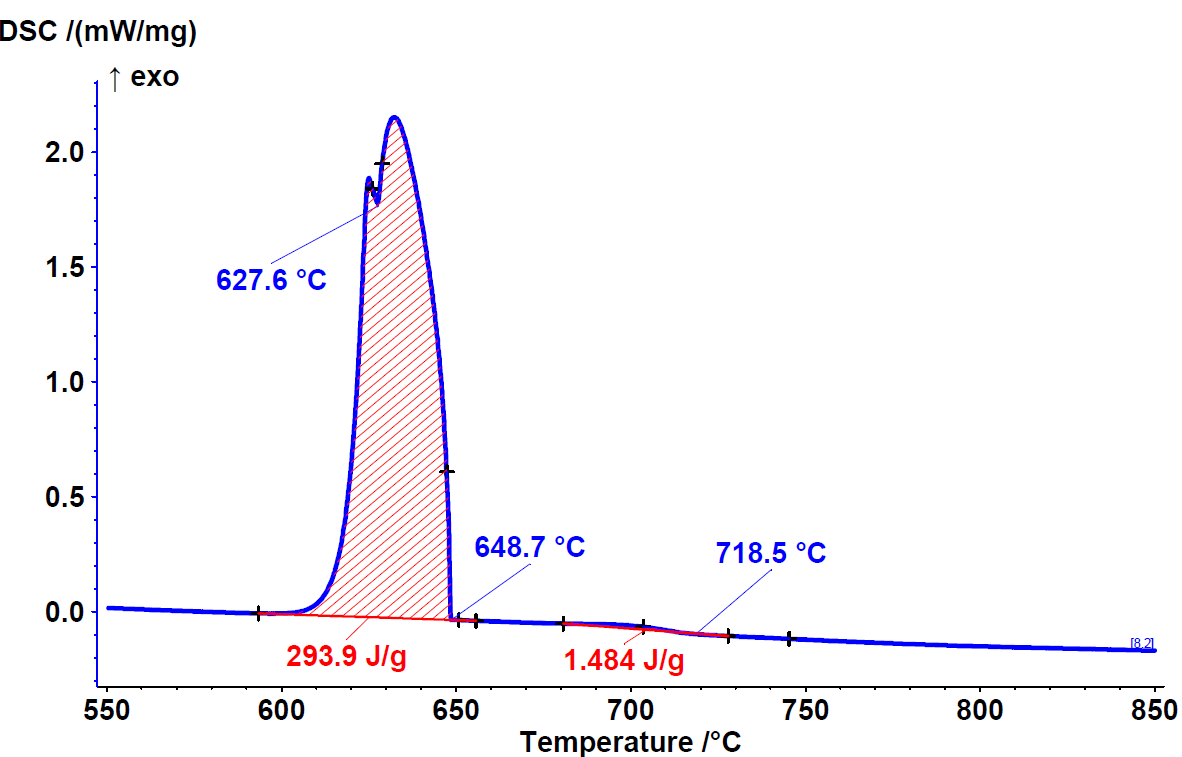 DSC /(mW/mg)
↑ exo
2.0
1.5
1.0
0.5
0.0
627.6 °C
648.7 °C
718.5 °C
293.9 J/g
1.484 J/g
[8.2]
550 600 650 700 750 800 850
Temperature /°C